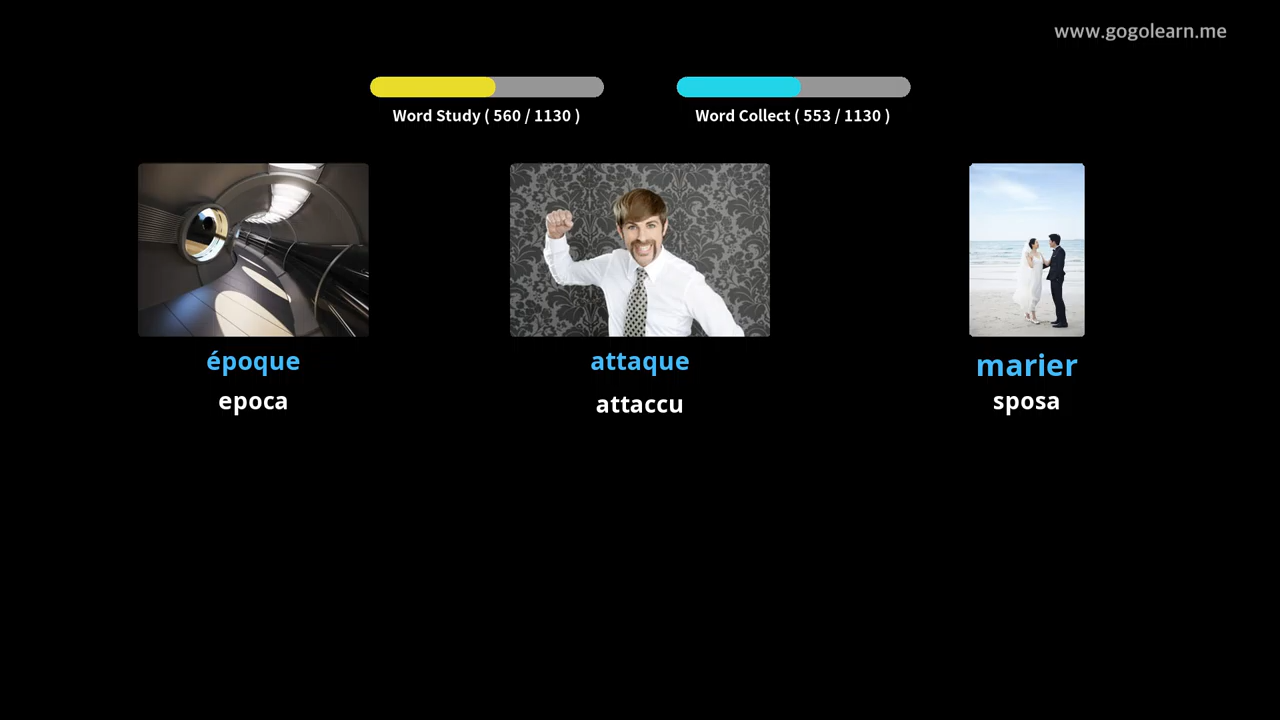 www.gogolearn.me
Word Study ( 560 / 1130 )
Word Collect ( 553 / 1130 )
époque
attaque
marier
epoca
attaccu
sposa